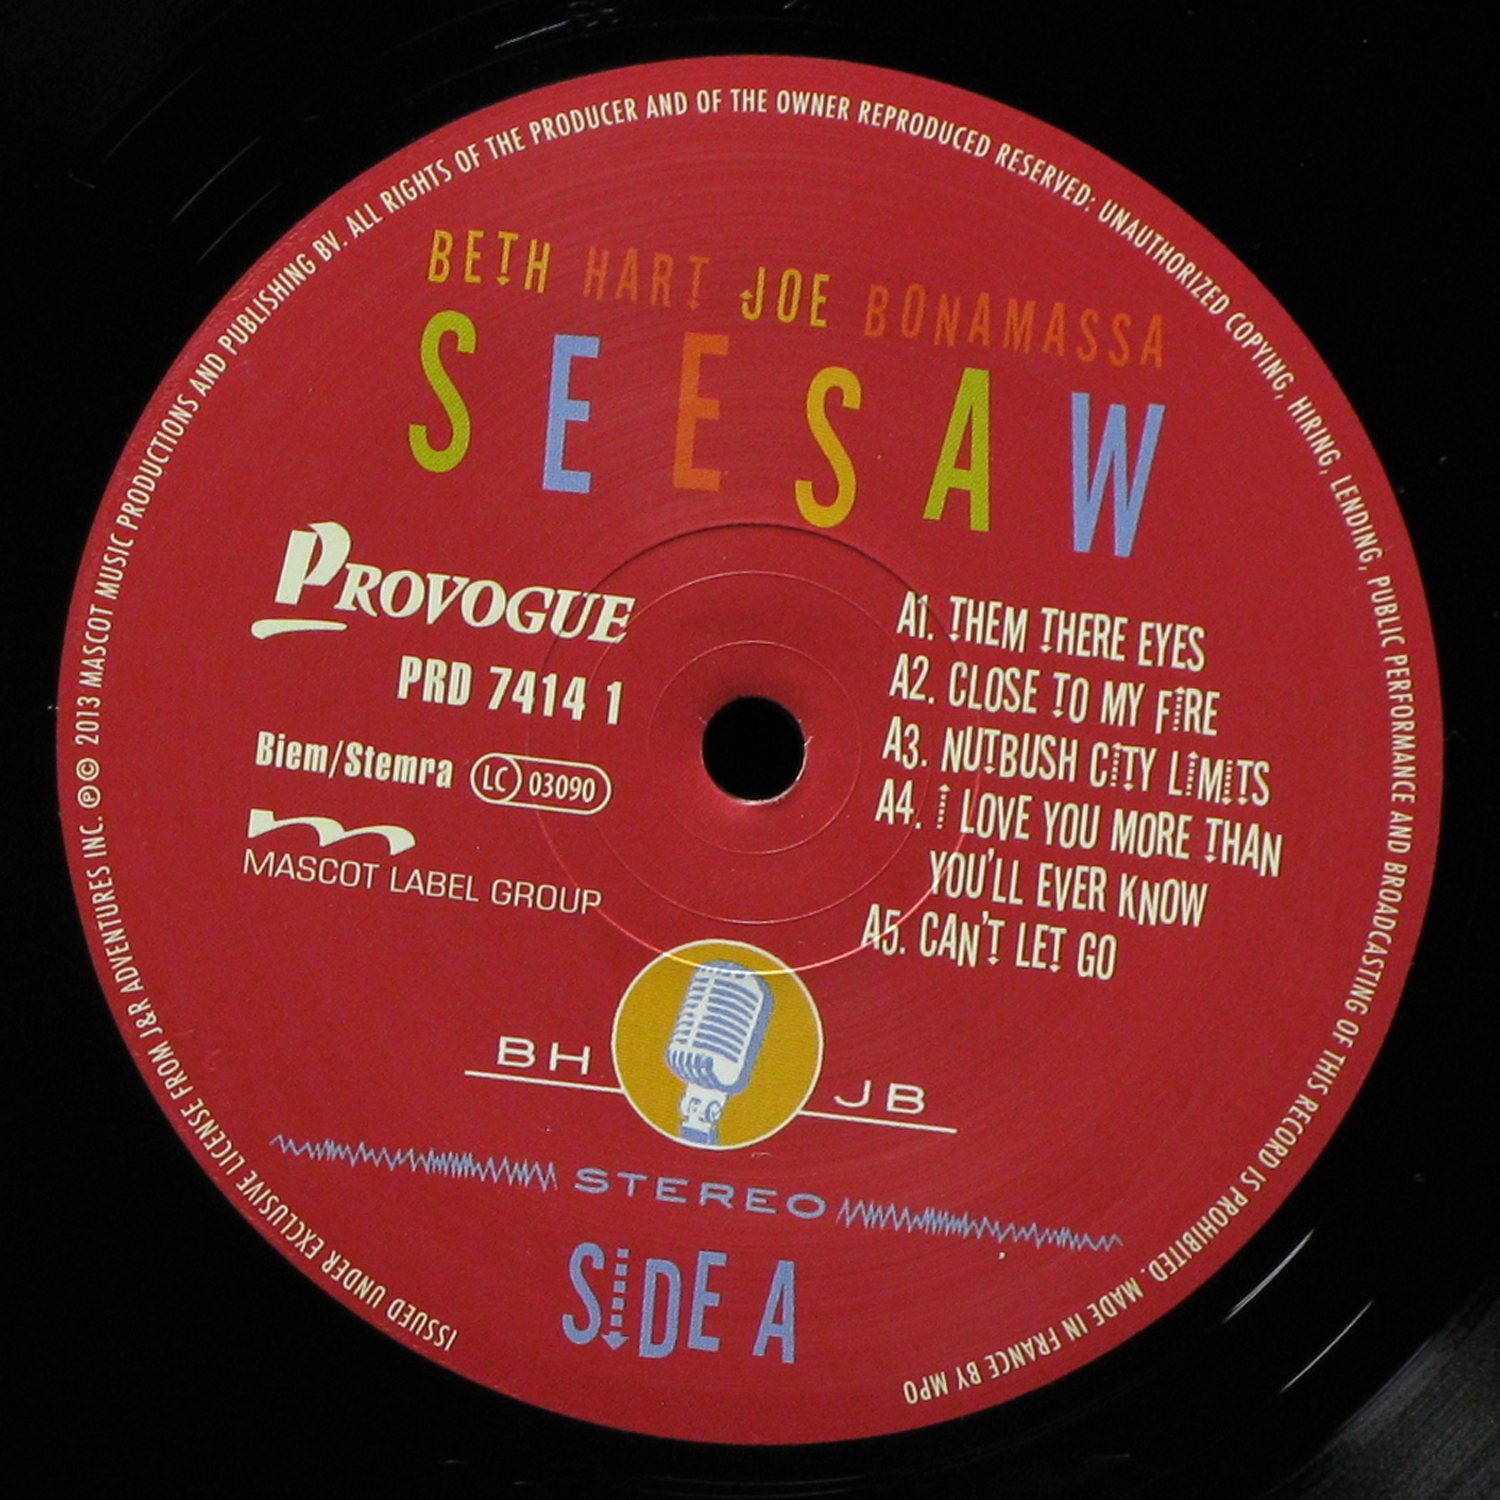 BETH HART JOE BONAMASSA
SEESAW
PROVOGUE
PRD 7414 1
Biem/Stemra LC 03090
MASCOT LABEL GROUP
A1. THEM THERE EYES
A2. CLOSE TO MY FIRE
A3. NUTBUSH CITY LIMITS
A4. I LOVE YOU MORE THAN
YOU'LL EVER KNOW
A5. CAN'T LET GO
BH JB
STEREO
SIDE A
ISSUED UNDER EXCLUSIVE LICENSE FROM J&R ADVENTURES INC. ℗© 2013 MASCOT MUSIC PRODUCTIONS AND PUBLISHING BV. ALL RIGHTS OF THE PRODUCER AND OF THE OWNER REPRODUCED RESERVED: UNAUTHORIZED COPYING, HIRING, LENDING, PUBLIC PERFORMANCE AND BROADCASTING OF THIS RECORD IS PROHIBITED. MADE IN FRANCE BY MPO